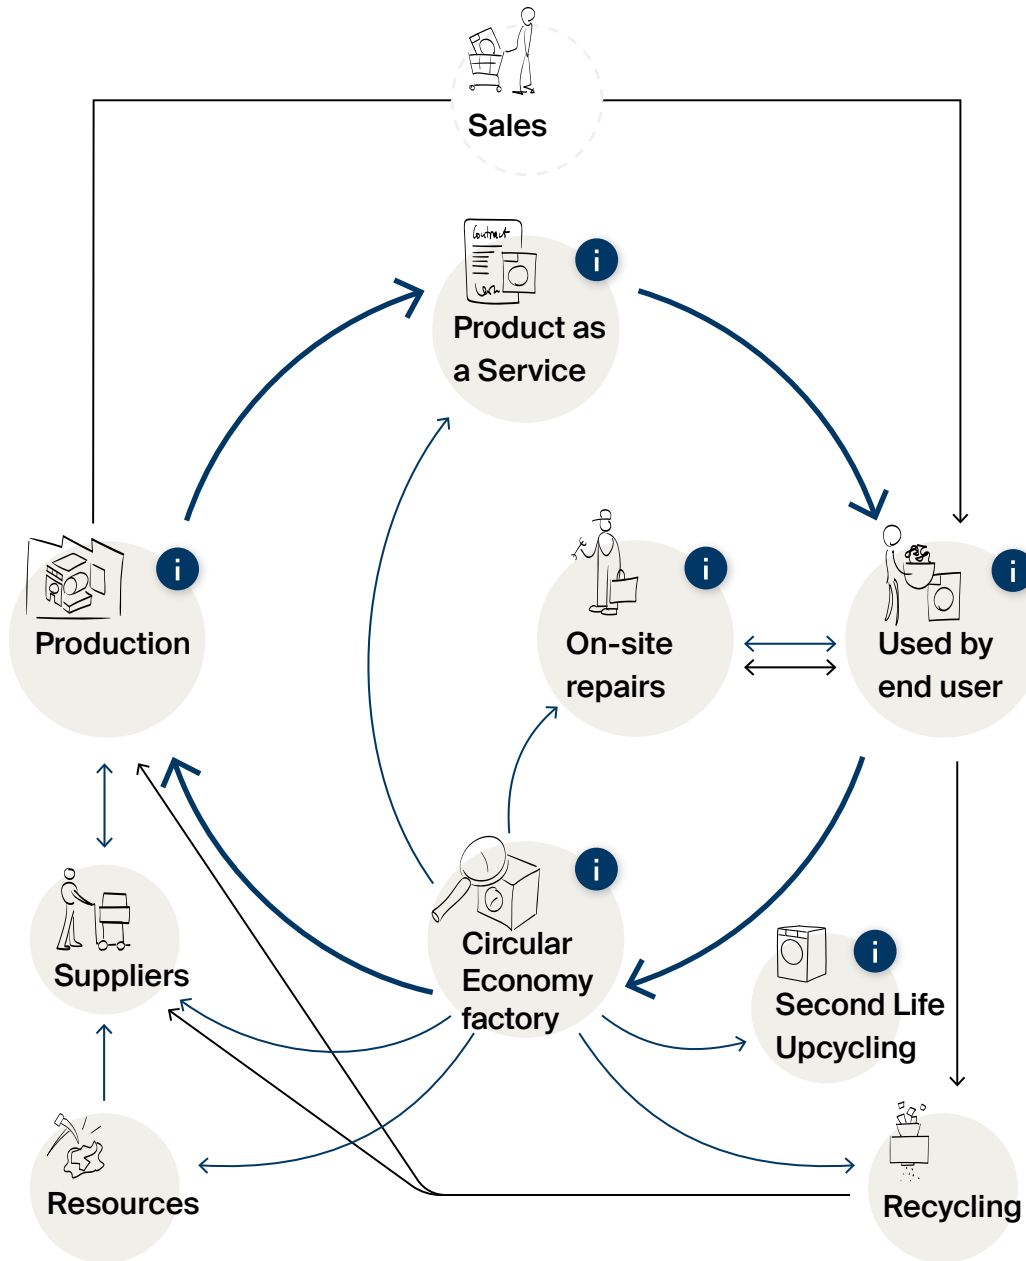 Sales
Contract
i
Product as
a Service
i
Production
i
On-site
repairs
i
Used by
end user
i
Circular
Economy
factory
Suppliers
i
Second Life
Upcycling
Resources
Recycling